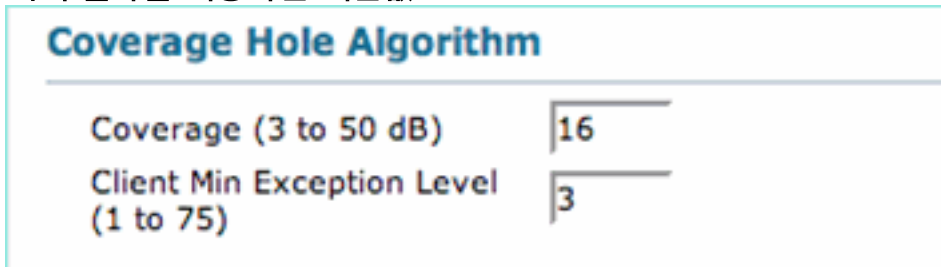 Coverage Hole Algorithm
Coverage (3 to 50 dB) 16
Client Min Exception Level
(1 to 75) 3